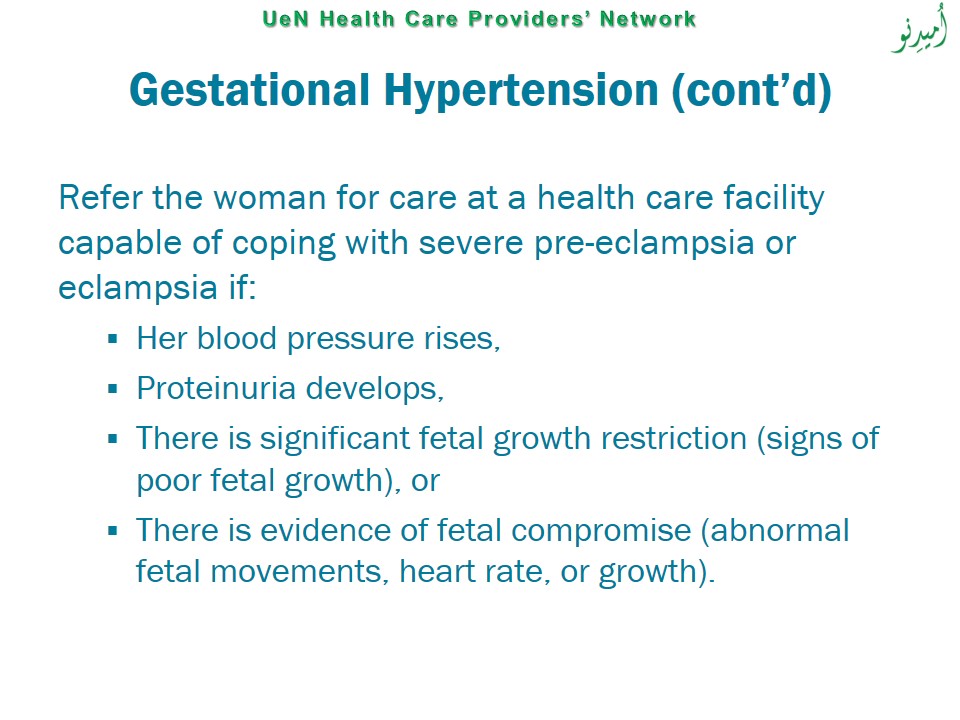 UeN Health Care Providers’ Network
اُمیدِنو
Gestational Hypertension (cont’d)
Refer the woman for care at a health care facility
capable of coping with severe pre-eclampsia or
eclampsia if:
▪ Her blood pressure rises,
▪ Proteinuria develops,
▪ There is significant fetal growth restriction (signs of
poor fetal growth), or
▪ There is evidence of fetal compromise (abnormal
fetal movements, heart rate, or growth).